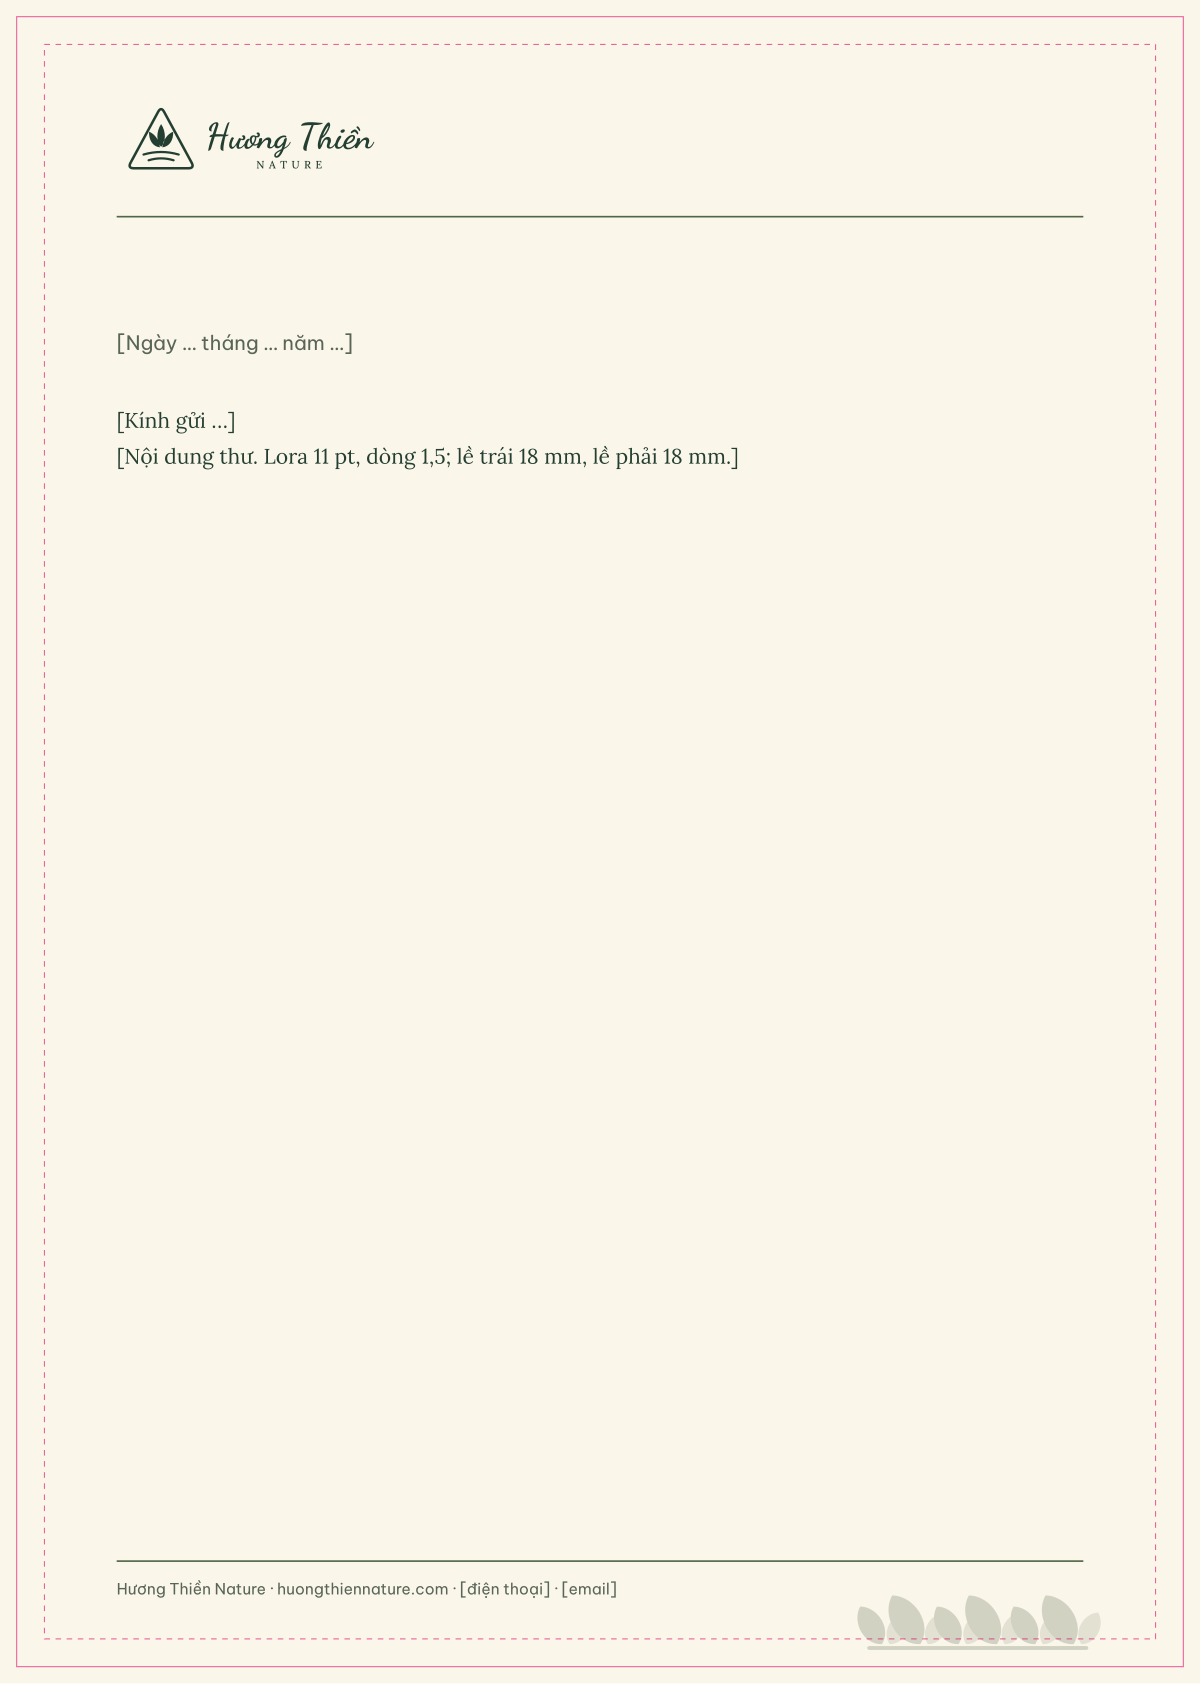 Hương Thiền
NATURE
[Ngày ... tháng ... năm ...]
[Kính gửi ...]
[Nội dung thư. Lora 11 pt, dòng 1,5; lề trái 18 mm, lề phải 18 mm.]
Hương Thiền Nature · huongthiennature.com · [điện thoại] · [email]